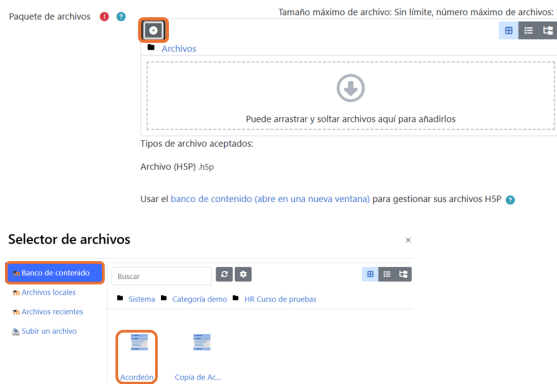 Tamaño máximo de archivo: Sin límite, número máximo de archivos:
Paquete de archivos
Archivos
Puede arrastrar y soltar archivos aquí para añadirlos
Tipos de archivo aceptados:
Archivo (H5P) .h5p
Usar el banco de contenido (abre en una nueva ventana) para gestionar sus archivos H5P
Selector de archivos
Banco de contenido
Buscar
Archivos locales
Sistema Categoría demo HR Curso de pruebas
Archivos recientes
Subir un archivo
Acordeón Copia de Ac...